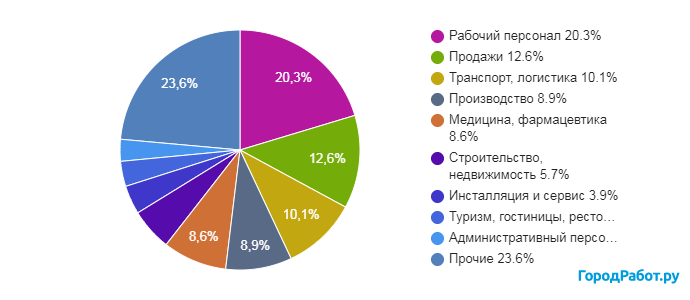 20,3%
12,6%
10,1%
8,9%
8,6%
23,6%
Рабочий персонал 20.3%
Продажи 12.6%
Транспорт, логистика 10.1%
Производство 8.9%
Медицина, фармацевтика
8.6%
Строительство,
недвижимость 5.7%
Инсталляция и сервис 3.9%
Туризм, гостиницы, ресто…
Административный персо…
Прочие 23.6%
ГородРабот.ру